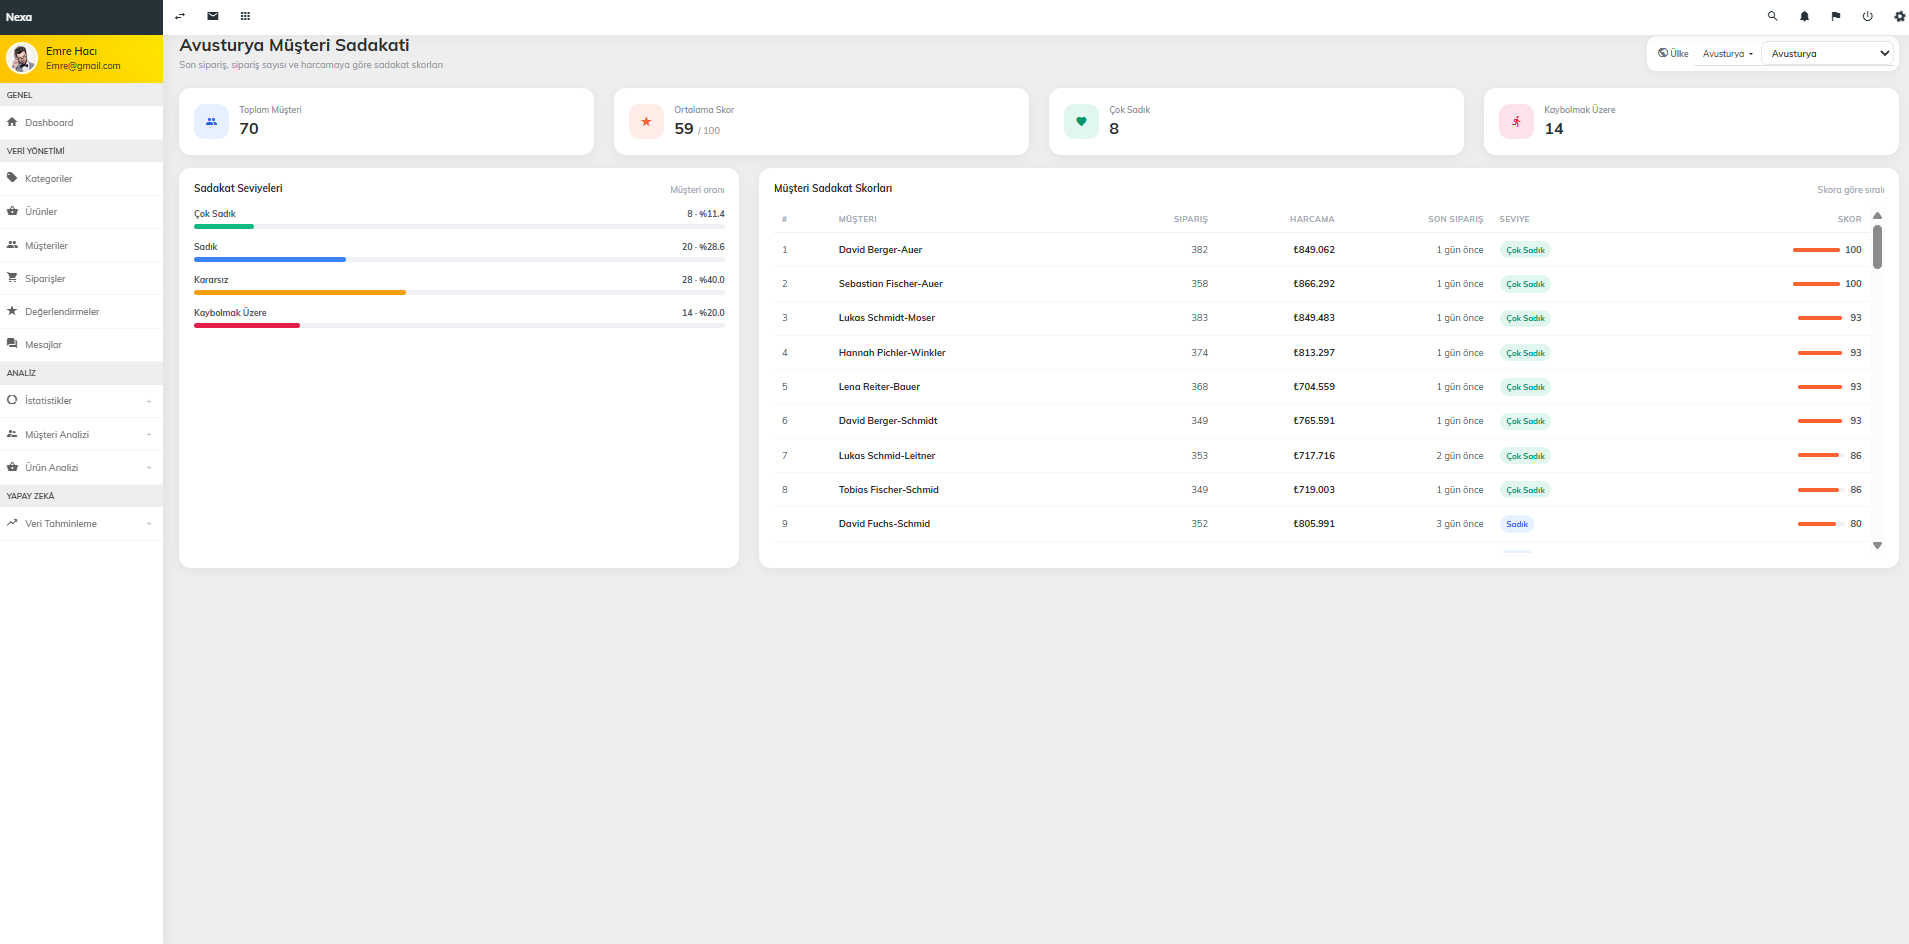 Nexa
Emre Hacı
Emre@gmail.com
GENEL
Dashboard
VERİ YÖNETİMİ
Kategoriler
Ürünler
Müşteriler
Siparişler
Değerlendirmeler
Mesajlar
ANALİZ
İstatistikler
Müşteri Analizi
Ürün Analizi
YAPAY ZEKÂ
Veri Tahminleme
Avusturya Müşteri Sadakati
Son sipariş, sipariş sayısı ve harcamaya göre sadakat skorları
Ülke Avusturya Avusturya
Toplam Müşteri
70
Ortalama Skor
59 / 100
Çok Sadık
8
Kaybolmak Üzere
14
Sadakat Seviyeleri
Müşteri oranı
Çok Sadık 8 · %11.4
Sadık 20 · %28.6
Kararsız 28 · %40.0
Kaybolmak Üzere 14 · %20.0
Müşteri Sadakat Skorları
Skora göre sıralı
# MÜŞTERI SIPARIŞ HARCAMA SON SIPARIŞ SEVIYE SKOR
1 David Berger-Auer 382 ₺849.062 1 gün önce Çok Sadık 100
2 Sebastian Fischer-Auer 358 ₺866.292 1 gün önce Çok Sadık 100
3 Lukas Schmidt-Moser 383 ₺849.483 1 gün önce Çok Sadık 93
4 Hannah Pichler-Winkler 374 ₺813.297 1 gün önce Çok Sadık 93
5 Lena Reiter-Bauer 368 ₺704.559 1 gün önce Çok Sadık 93
6 David Berger-Schmidt 349 ₺765.591 1 gün önce Çok Sadık 93
7 Lukas Schmid-Leitner 353 ₺717.716 2 gün önce Çok Sadık 86
8 Tobias Fischer-Schmid 349 ₺719.003 1 gün önce Çok Sadık 86
9 David Fuchs-Schmid 352 ₺805.991 3 gün önce Sadık 80